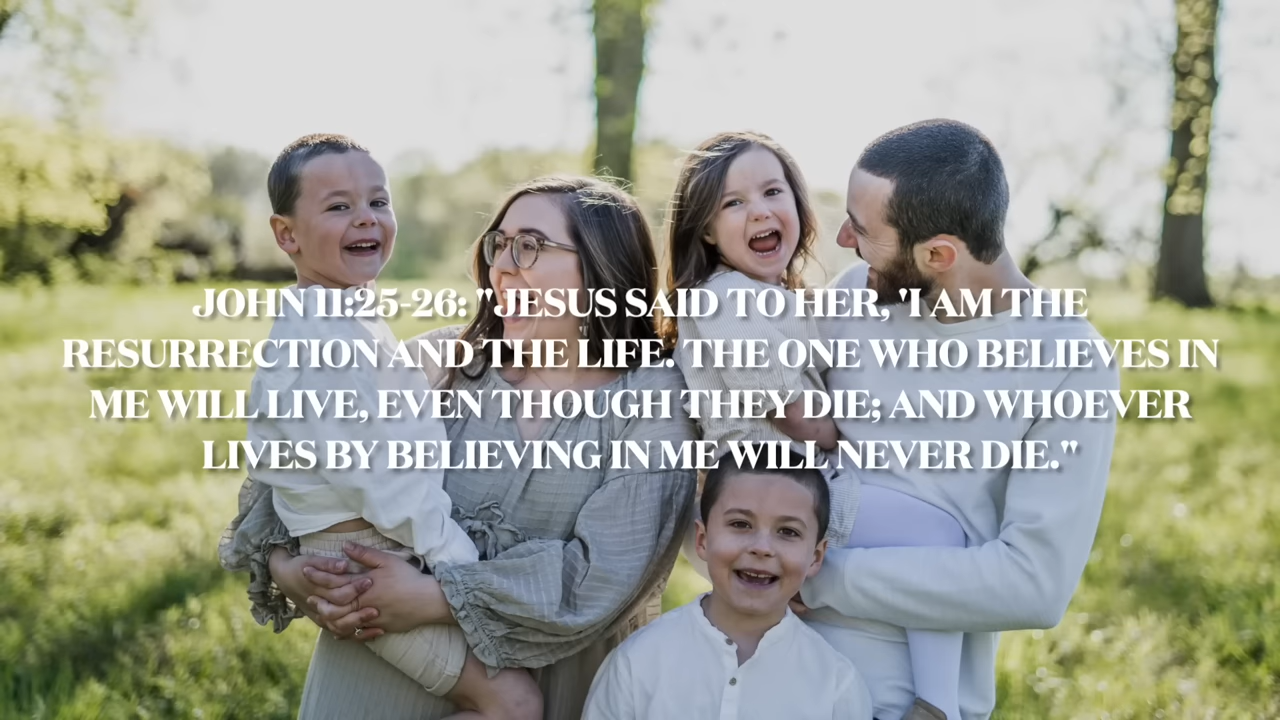 JOHN 11:25-26: "JESUS SAID TO HER, 'I AM THE
RESURRECTION AND THE LIFE. THE ONE WHO BELIEVES IN
ME WILL LIVE, EVEN THOUGH THEY DIE; AND WHOEVER
LIVES BY BELIEVING IN ME WILL NEVER DIE."